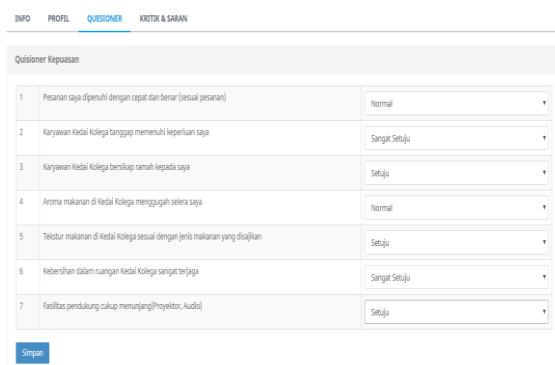 INFO PROFIL QUESIONER KRITIK & SARAN
Quisioner Kepuasan
1 Pesanan saya dipenuhi dengan cepat dan benar (sesuai pesanan) Normal
2 Karyawan Kedai Kolega tanggap memenuhi keperluan saya Sangat Setuju
3 Karyawan Kedai Kolega bersikap ramah kepada saya Setuju
4 Aroma makanan di Kedai Kolega menggugah selera saya Normal
5 Tekstur makanan di Kedai Kolega sesuai dengan jenis makanan yang disajikan Setuju
6 Kebersihan dalam ruangan Kedai Kolega sangat terjaga Sangat Setuju
7 Fasilitas pendukung cukup menunjang(Proyektor, Audio) Setuju
Simpan